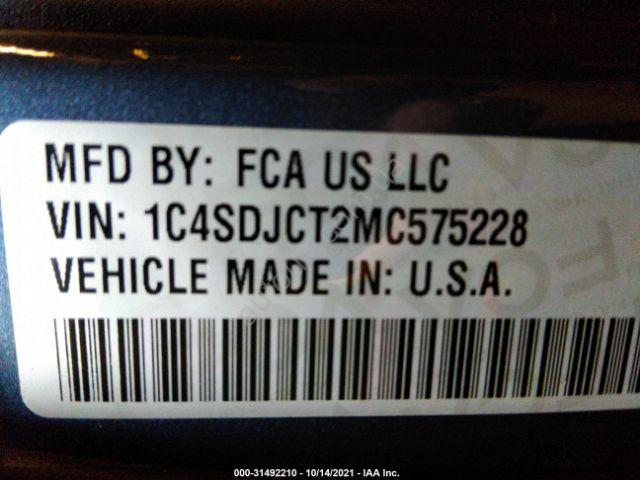 MFD BY: FCA US LLC
VIN: 1C4SDJCT2MC575228
VEHICLE MADE IN: U.S.A.
000-31492210 - 10/14/2021 - IAA Inc.